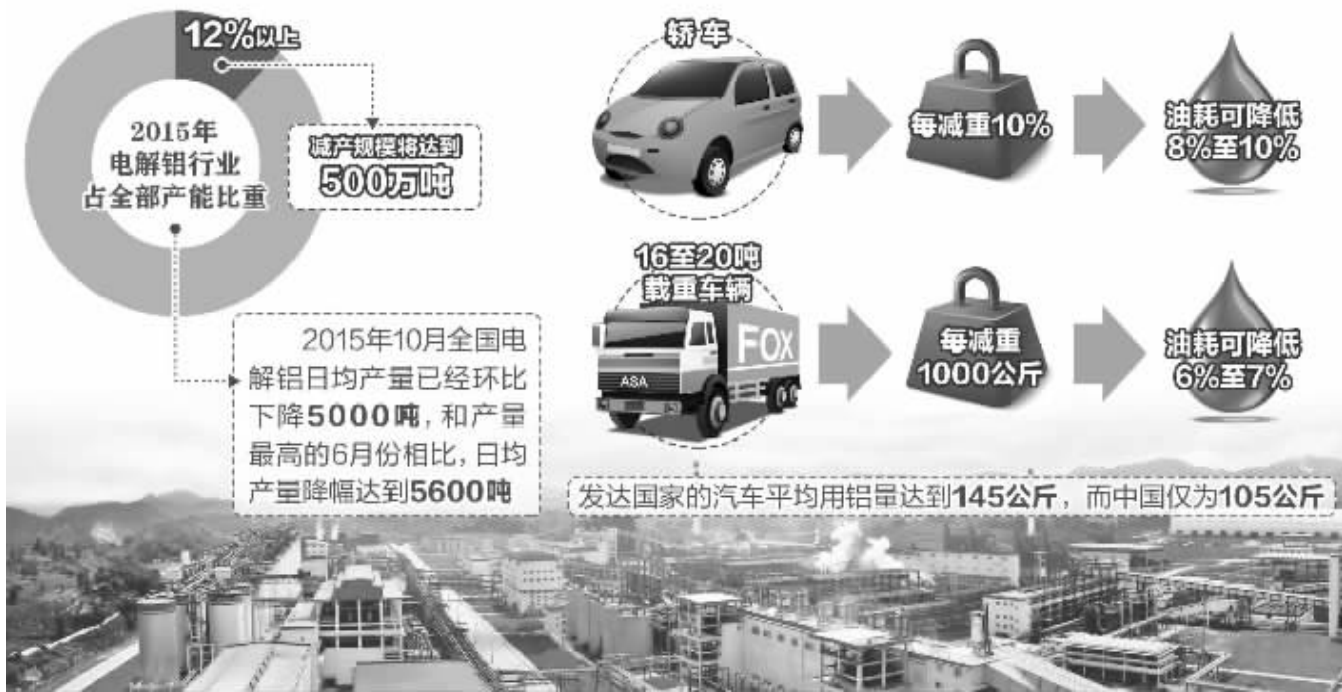 12%以上
2015年
电解铝行业
占全部产能比重
减产规模将达到
500万吨
2015年10月全国电
解铝日均产量已经环比
下降5000吨，和产量
最高的6月份相比，日均
产量降幅达到5600吨
轿车
每减重10%
油耗可降低
8%至10%
16至20吨
载重车辆
FOX
ASA
每减重
1000公斤
油耗可降低
6%至7%
发达国家的汽车平均用铝量达到145公斤，而中国仅为105公斤